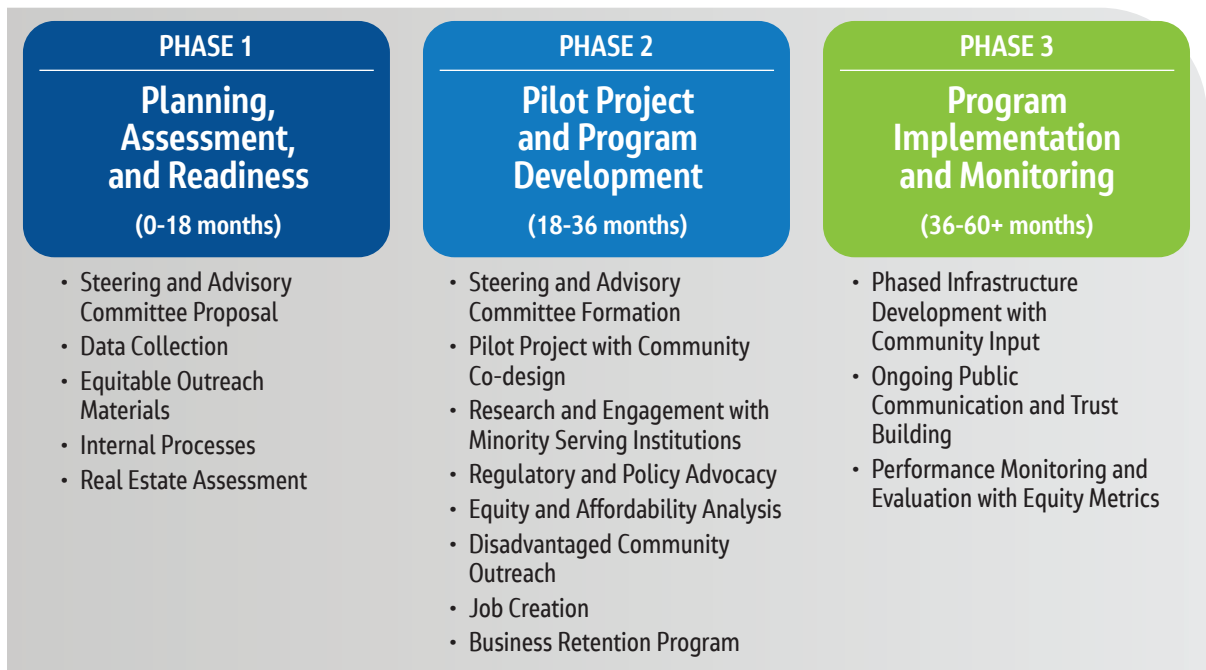 PHASE 1
Planning,
Assessment,
and Readiness
(0-18 months)
• Steering and Advisory
Committee Proposal
• Data Collection
• Equitable Outreach
Materials
• Internal Processes
• Real Estate Assessment
PHASE 2
Pilot Project
and Program
Development
(18-36 months)
• Steering and Advisory
Committee Formation
• Pilot Project with Community
Co-design
• Research and Engagement with
Minority Serving Institutions
• Regulatory and Policy Advocacy
• Equity and Affordability Analysis
• Disadvantaged Community
Outreach
• Job Creation
• Business Retention Program
PHASE 3
Program
Implementation
and Monitoring
(36-60+ months)
• Phased Infrastructure
Development with
Community Input
• Ongoing Public
Communication and Trust
Building
• Performance Monitoring and
Evaluation with Equity Metrics